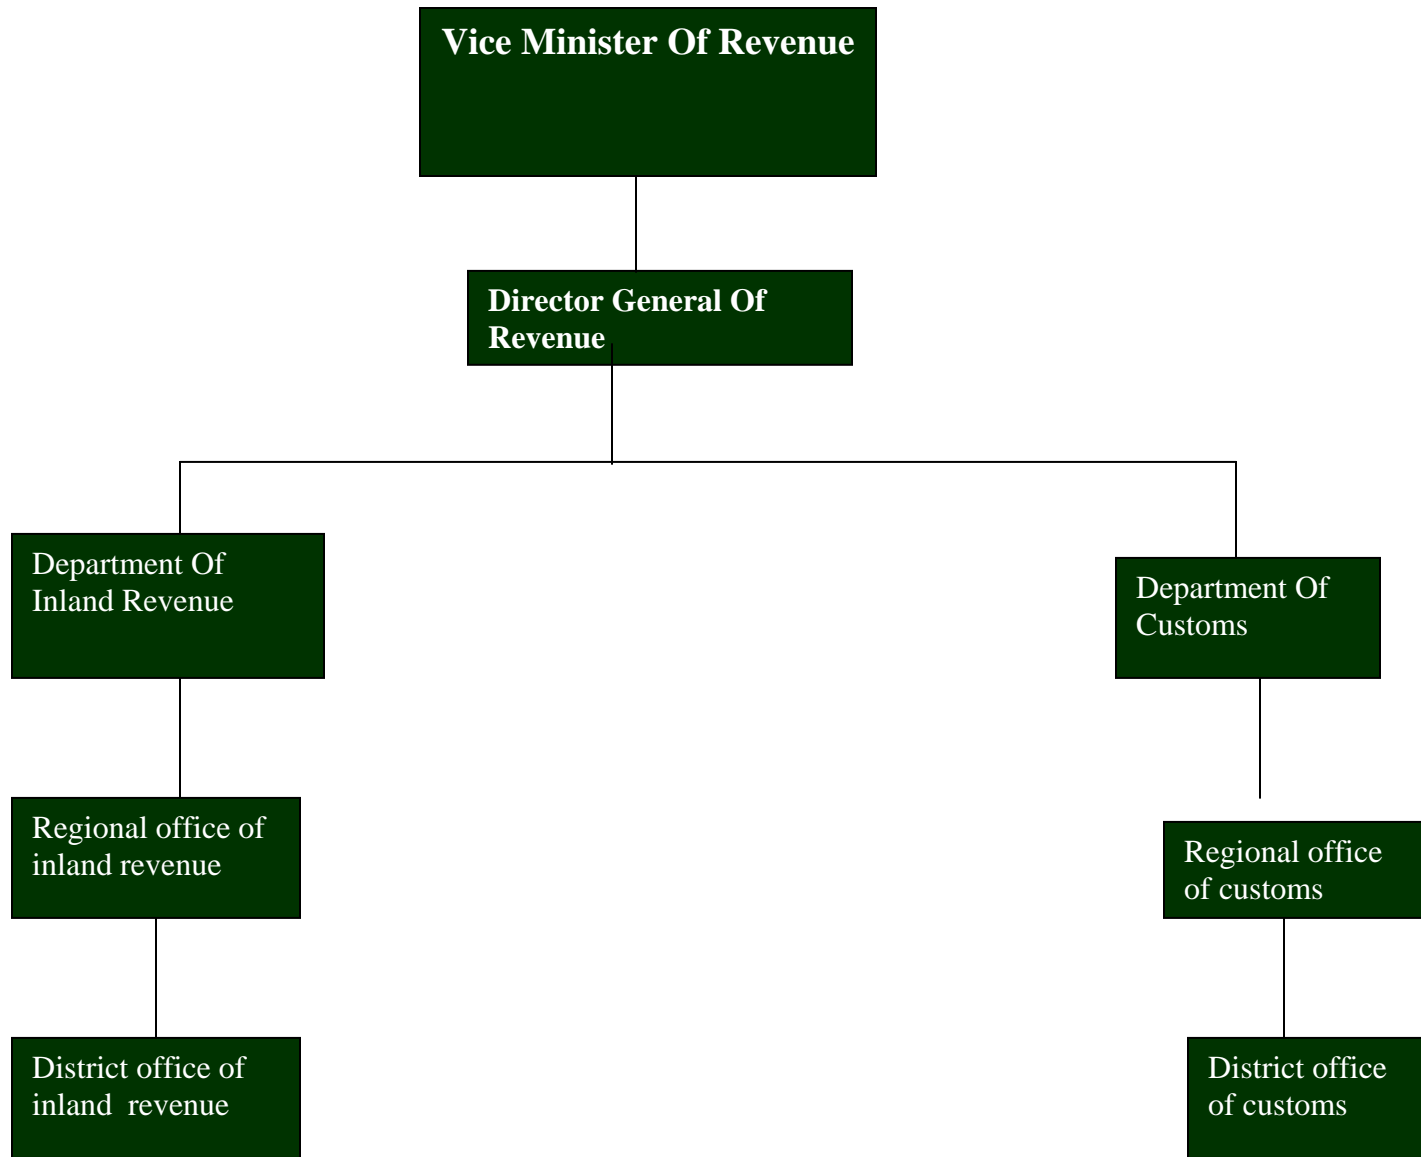 Vice Minister Of Revenue
Director General Of
Revenue
Department Of
Inland Revenue
Department Of
Customs
Regional office of
inland revenue
Regional office
of customs
District office of
inland  revenue
District office
of customs